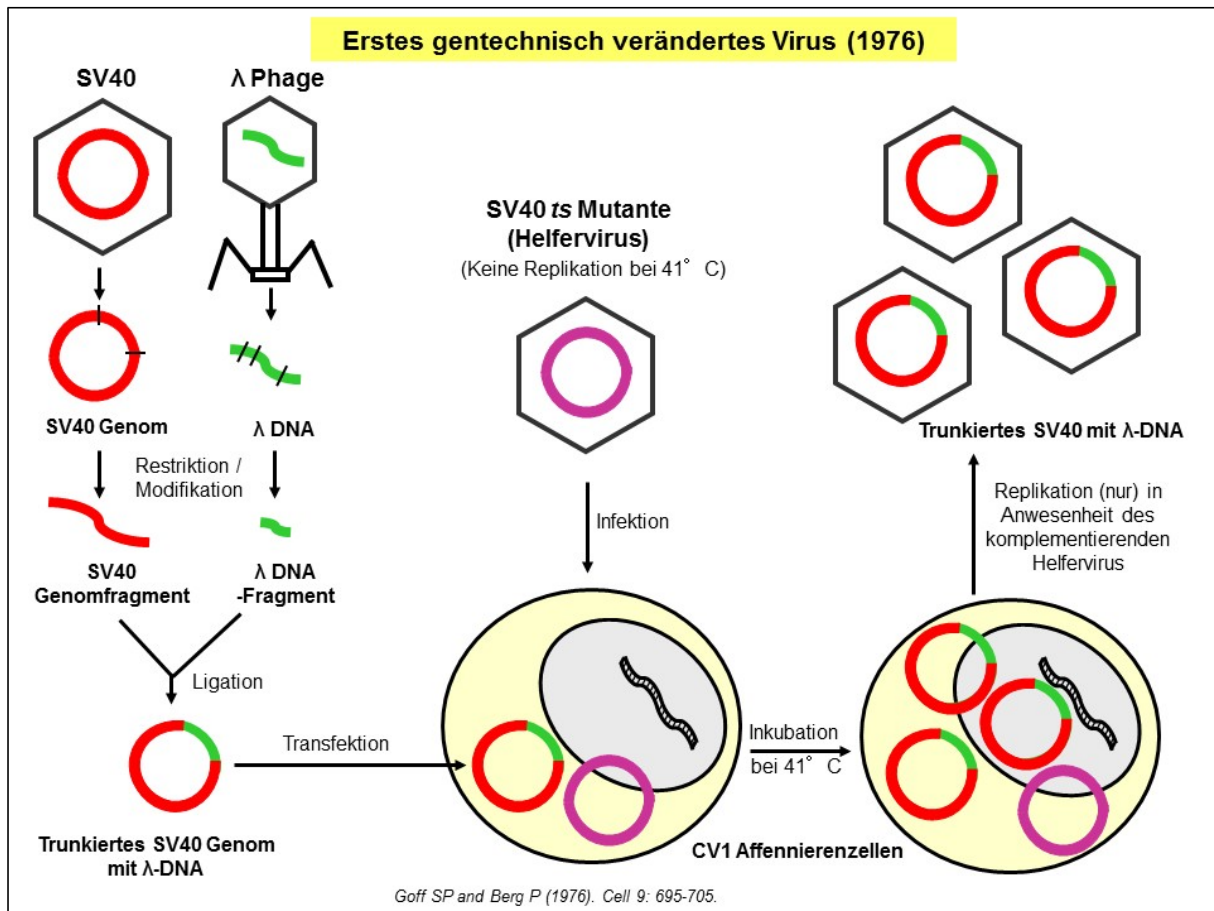 Erstes gentechnisch verändertes Virus (1976)
SV40
λ Phage
SV40 Genom
λ DNA
Restriktion /
Modifikation
SV40
Genomfragment
λ DNA
-Fragment
Ligation
Trunkiertes SV40 Genom
mit λ-DNA
Transfektion
SV40 ts Mutante
(Helfervirus)
(Keine Replikation bei 41° C)
Infektion
Inkubation
bei 41° C
CV1 Affennierenzellen
Trunkiertes SV40 mit λ-DNA
Replikation (nur) in
Anwesenheit des
komplementierenden
Helfervirus
Goff SP and Berg P (1976). Cell 9: 695-705.